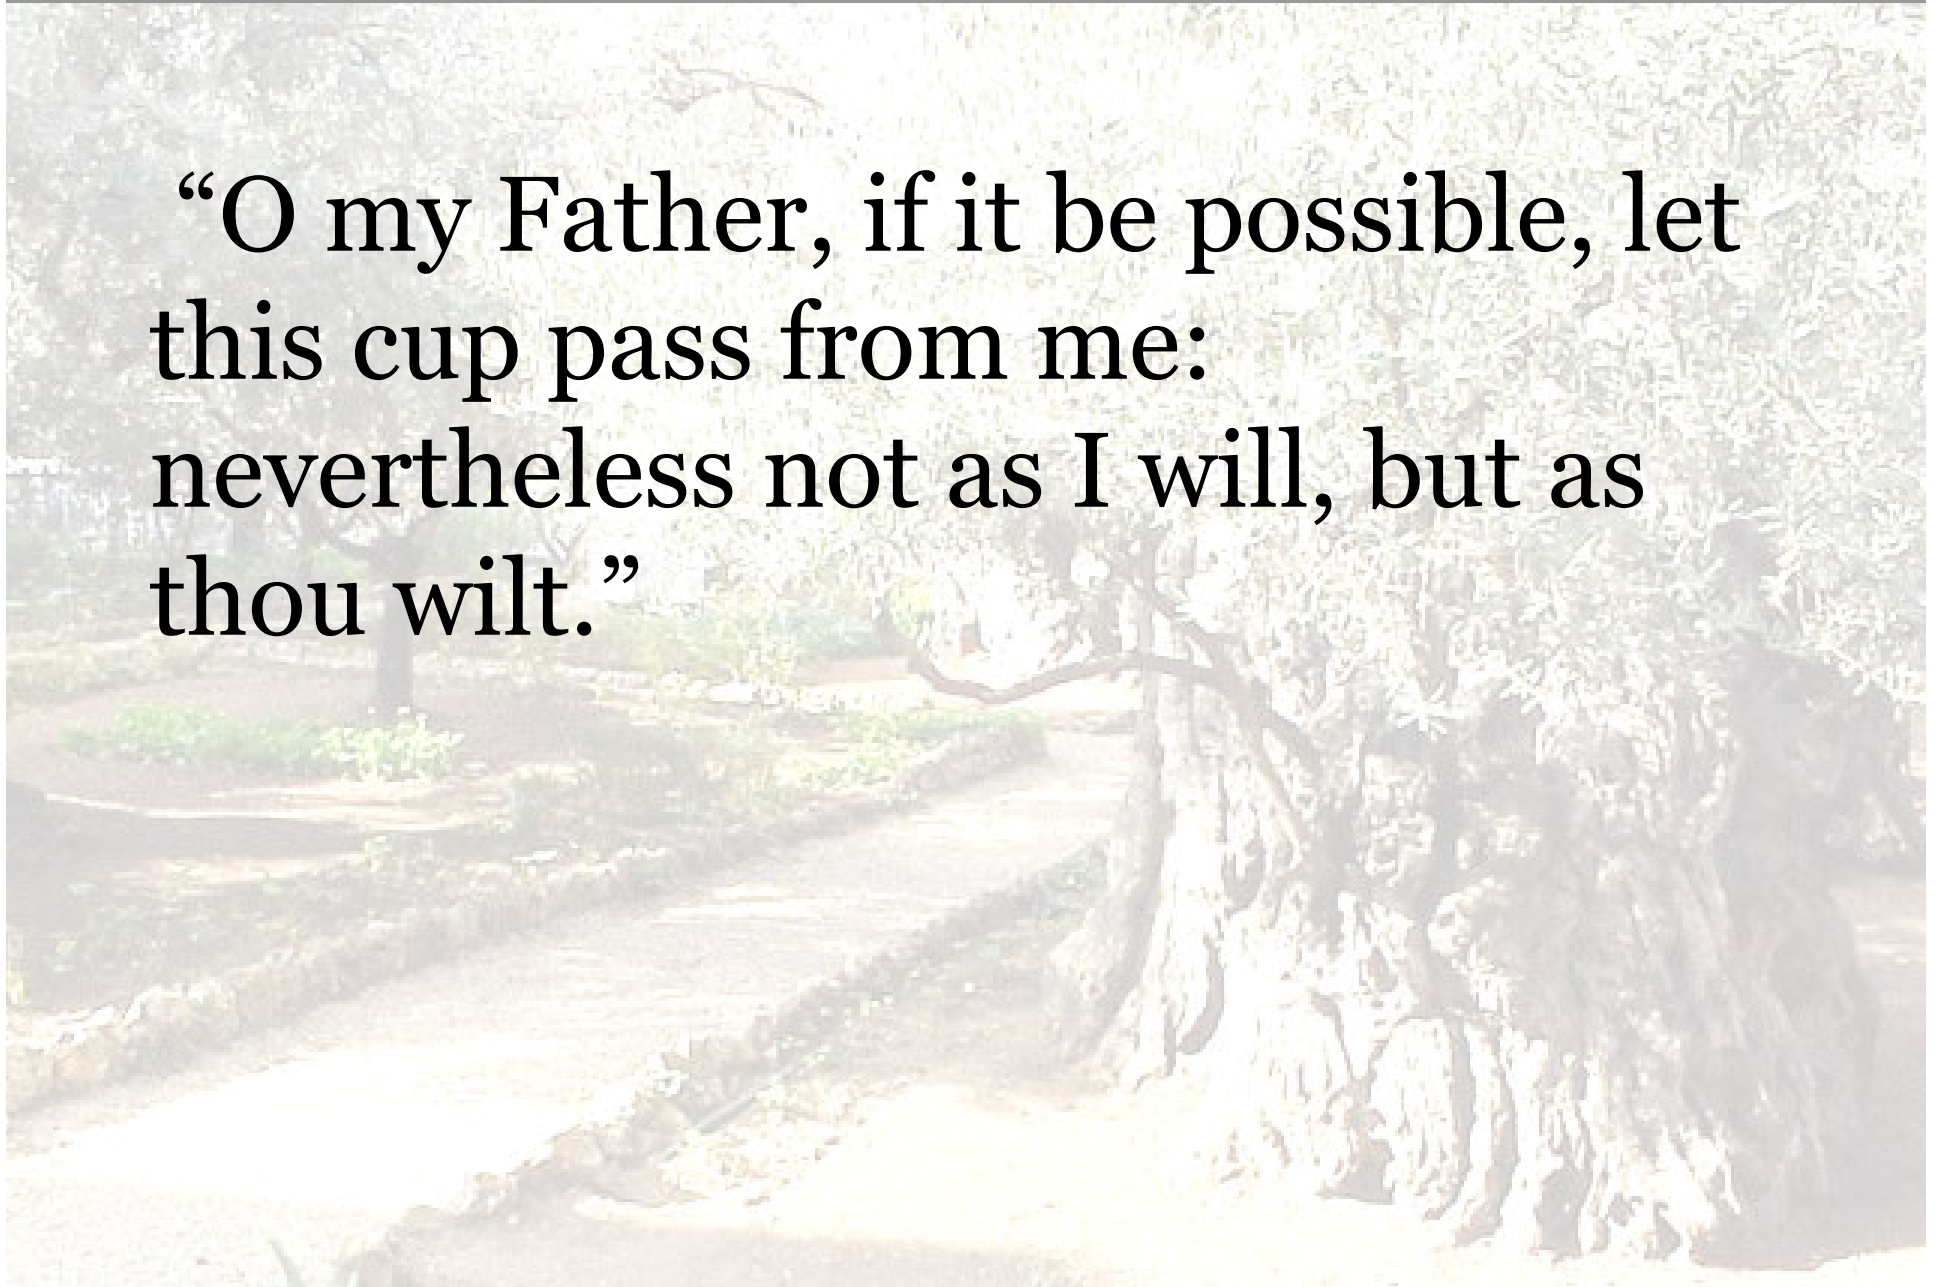 “O my Father, if it be possible, let
this cup pass from me:
nevertheless not as I will, but as
thou wilt.”